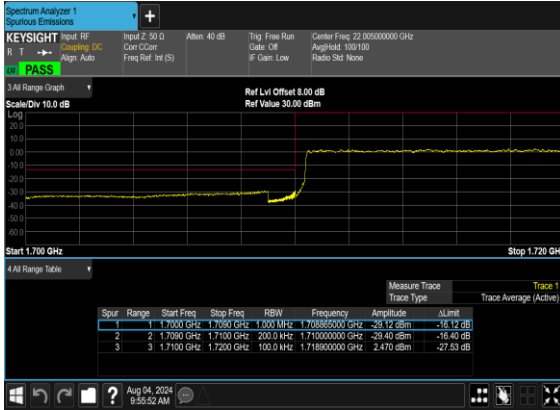 Spectrum Analyzer 1
Spurious Emissions
+
KEYSIGHT
R T
PASS
Input: RF
Coupling: DC
Align: Auto
Input Z: 50 Ω
Corr CCorr
Freq Ref: Int (S)
Atten: 40 dB
Trig: Free Run
Gate: Off
IF Gain: Low
Center Freq: 22.005000000 GHz
Avg|Hold: 100/100
Radio Std: None
3 All Range Graph
Scale/Div 10.0 dB
Ref Lvl Offset 8.00 dB
Ref Value 30.00 dBm
Log
20.0
10.0
0.00
-10.0
-20.0
-30.0
-40.0
-50.0
-60.0
Start 1.700 GHz
Stop 1.720 GH
4 All Range Table
Measure Trace Trace 1
Trace Type Trace Average (Active)
Spur Range Start Freq Stop Freq RBW Frequency Amplitude ΔLimit
1 1 1.7000 GHz 1.7090 GHz 1.000 MHz 1.708865000 GHz -29.12 dBm -16.12 dB
2 2 1.7090 GHz 1.7100 GHz 200.0 kHz 1.710000000 GHz -29.40 dBm -16.40 dB
3 3 1.7100 GHz 1.7200 GHz 100.0 kHz 1.718900000 GHz 2.470 dBm -27.53 dB
?
Aug 04, 2024
9:55:52 AM